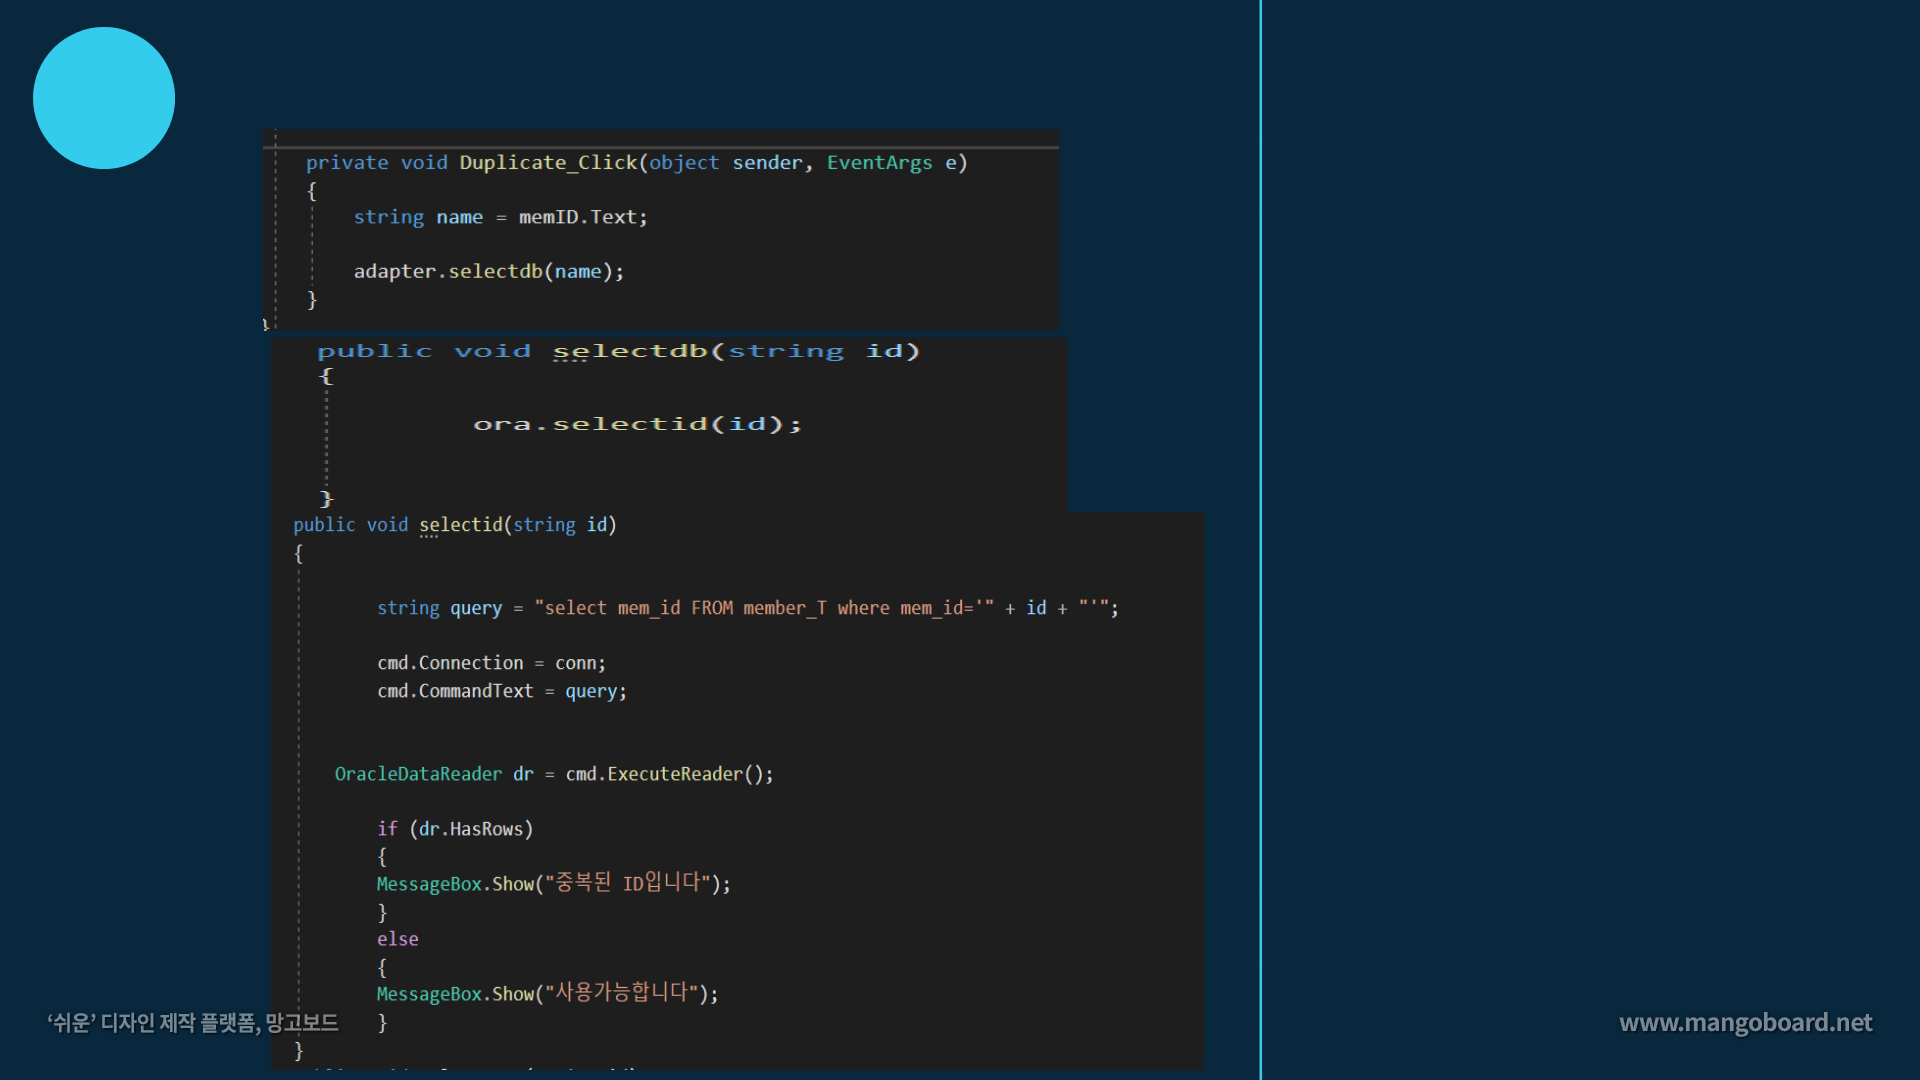 private void Duplicate_Click(object sender, EventArgs e)
{
string name = memID.Text;
adapter.selectdb(name);
}
}
public void selectdb(string id)
{
ora.selectid(id);
}
public void selectid(string id)
{
string query = "select mem_id FROM member_T where mem_id='" + id + "'";
cmd.Connection = conn;
cmd.CommandText = query;
OracleDataReader dr = cmd.ExecuteReader();
if (dr.HasRows)
{
MessageBox.Show("중복된 ID입니다");
}
else
{
MessageBox.Show("사용가능합니다");
}
}
‘쉬운’ 디자인 제작 플랫폼, 망고보드
www.mangoboard.net